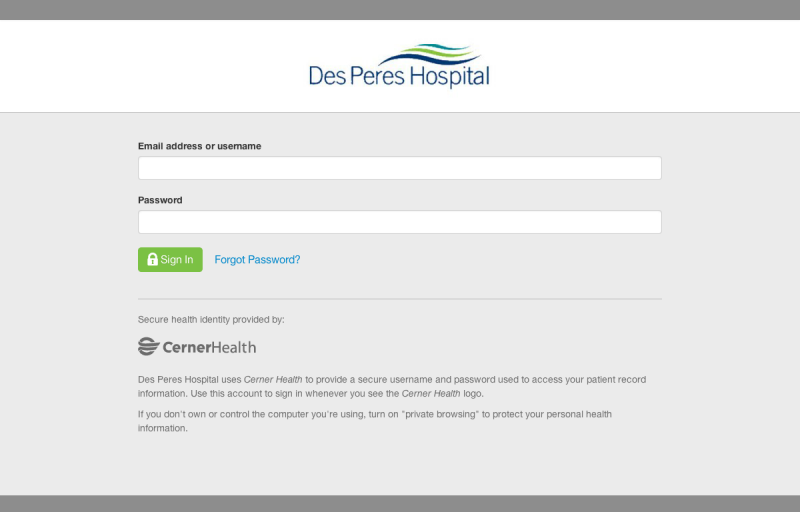 Des Peres Hospital
Email address or username
Password
Sign In
Forgot Password?
Secure health identity provided by:
CernerHealth
Des Peres Hospital uses Cerner Health to provide a secure username and password used to access your patient record
information. Use this account to sign in whenever you see the Cerner Health logo.
If you don't own or control the computer you're using, turn on "private browsing" to protect your personal health
information.